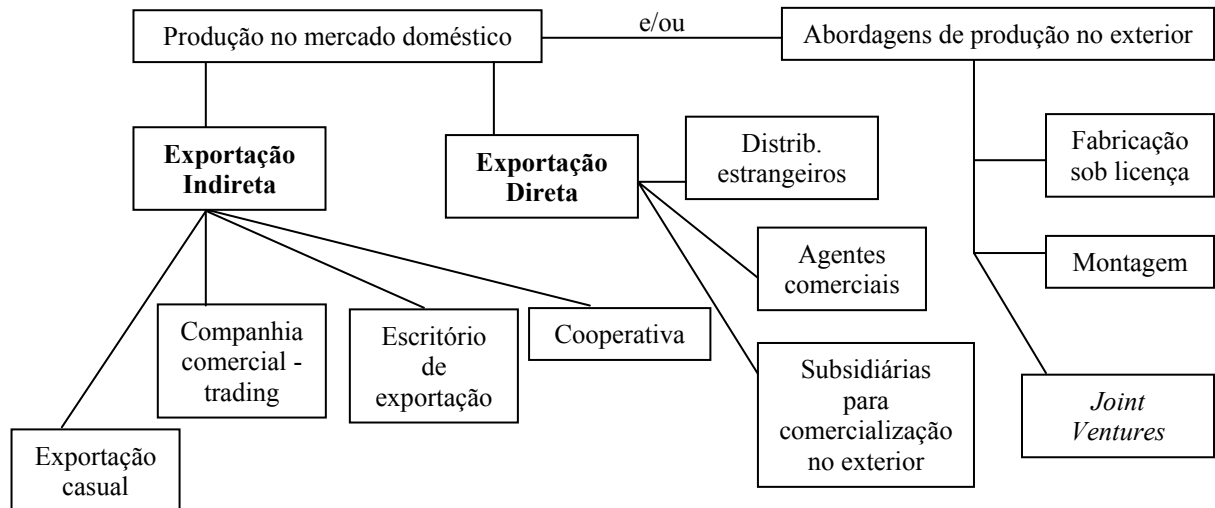 Produção no mercado doméstico
e/ou
Abordagens de produção no exterior
Exportação
Indireta
Exportação
Direta
Distrib.
estrangeiros
Fabricação
sob licença
Agentes
comerciais
Montagem
Companhia
comercial -
trading
Escritório
de
exportação
Cooperativa
Subsidiárias
para
comercialização
no exterior
Joint
Ventures
Exportação
casual